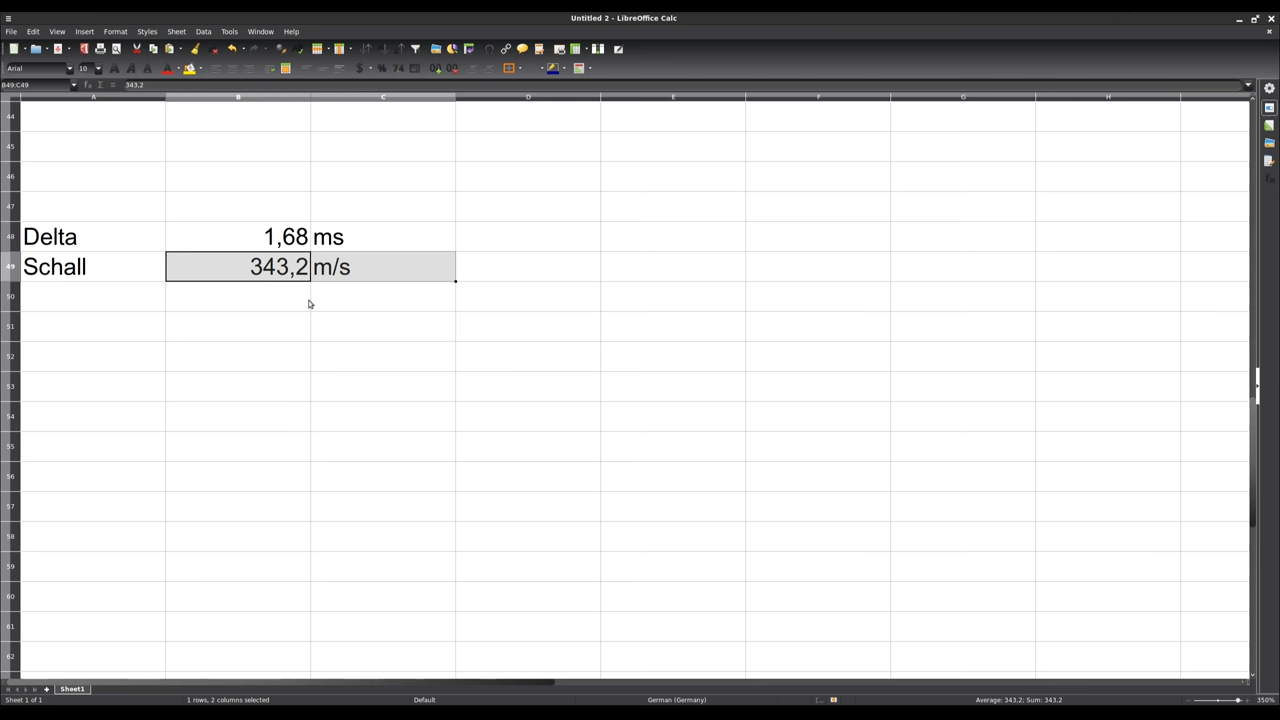 Untitled 2 - LibreOffice Calc
File Edit View Insert Format Styles Sheet Data Tools Window Help
Arial 10
B49:C49 343.2
A B C D E F G H
44
45
46
47
48 Delta 1,68 ms
49 Schall 343,2 m/s
50
51
52
53
54
55
56
57
58
59
60
61
62
Sheet1
Sheet 1 of 1 1 rows, 2 columns selected Default German (Germany) Average: 343,2; Sum: 343,2 350%